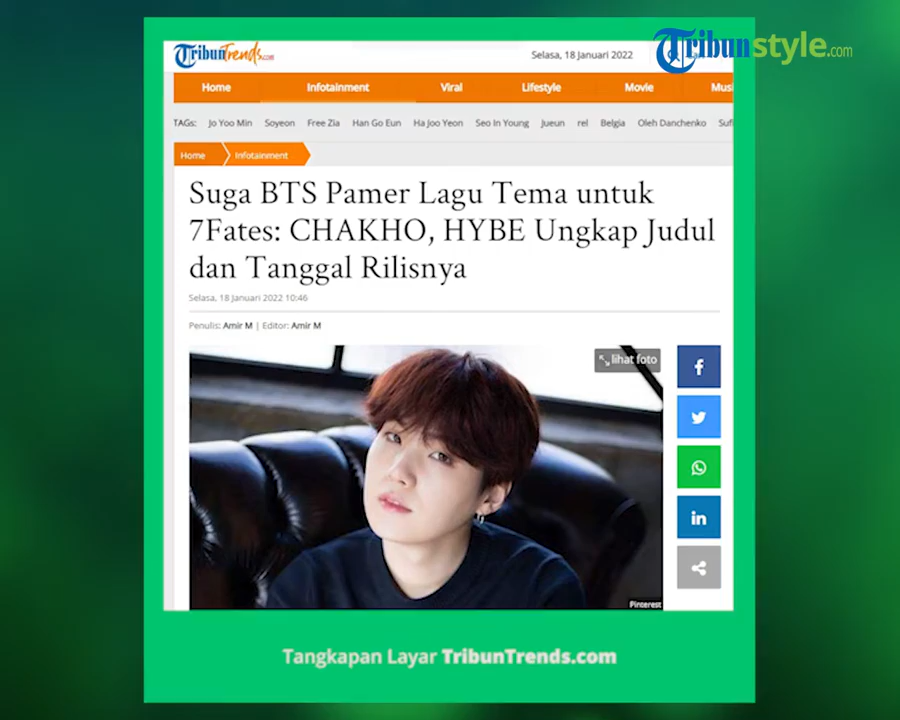 TribunTrends.com
Selasa, 18 Januari 2022
Tribunstyle.com
Home Infotainment Viral Lifestyle Movie
TAGs: Jo Yoo Min Soyeon Free Zia Han Go Eun Ha Joo Yeon Seo In Young Jueun rel Belgia Oleh Danchenko
Home Infotainment
Suga BTS Pamer Lagu Tema untuk
7Fates: CHAKHO, HYBE Ungkap Judul
dan Tanggal Rilisnya
Selasa, 18 Januari 2022 10:46
Penulis: Amir M | Editor: Amir M
lihat foto
Pinterest
Tangkapan Layar TribunTrends.com